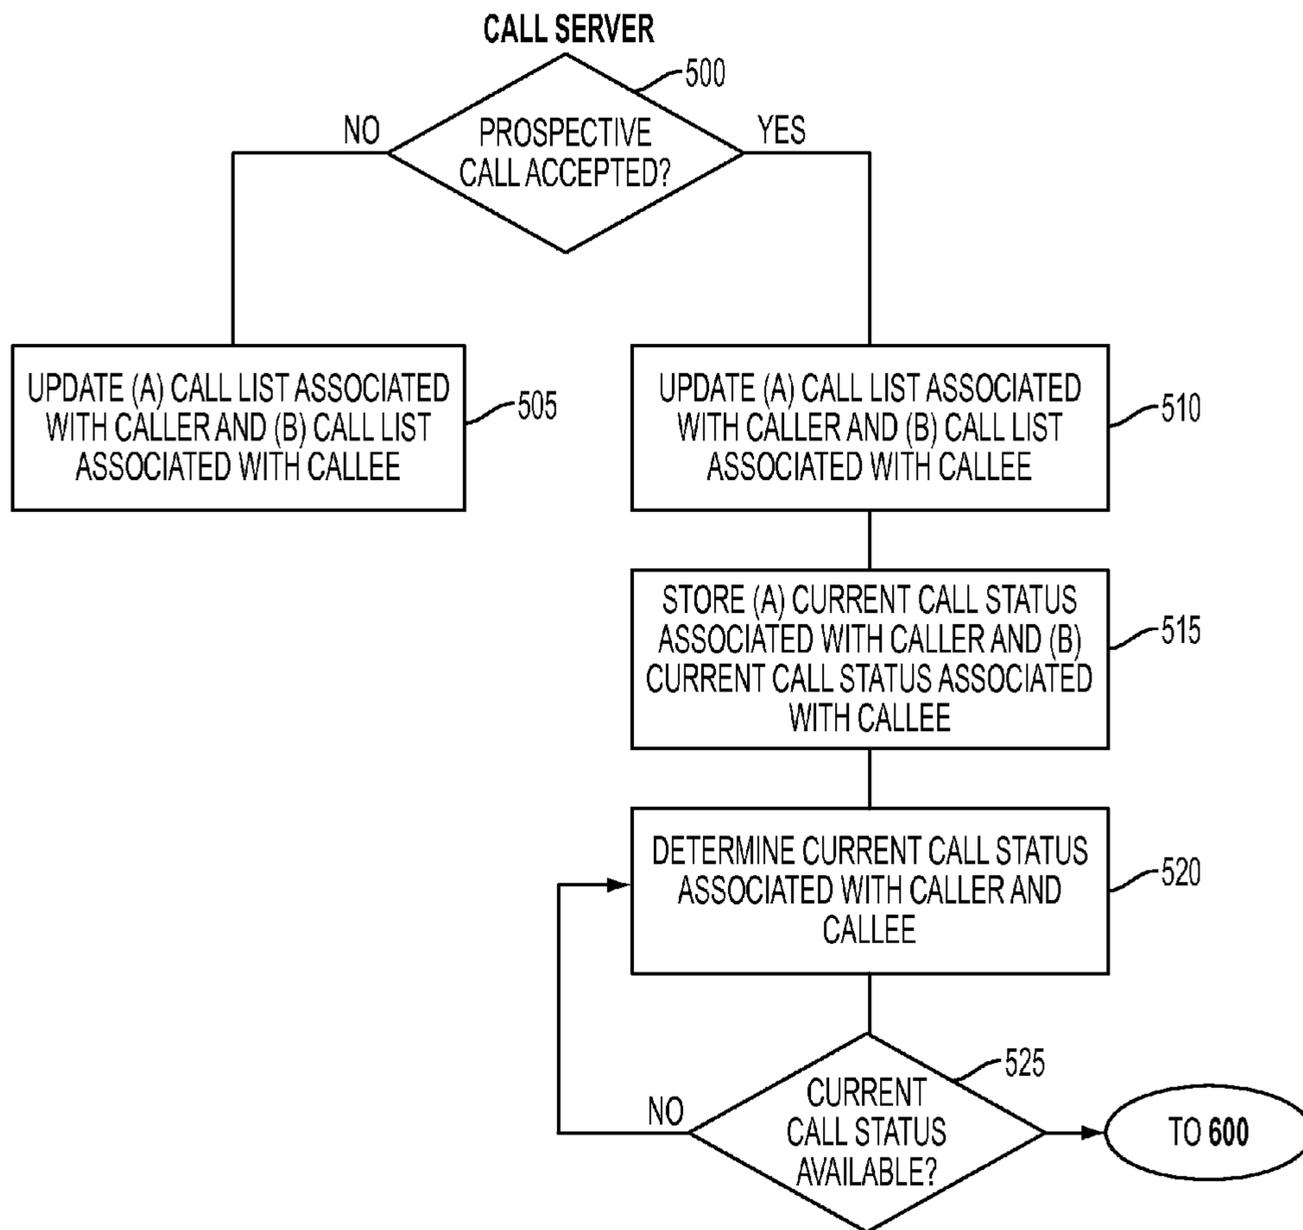 CALL SERVER
500
NO
PROSPECTIVE
CALL ACCEPTED?
YES
UPDATE (A) CALL LIST ASSOCIATED
WITH CALLER AND (B) CALL LIST
ASSOCIATED WITH CALLEE
505
UPDATE (A) CALL LIST ASSOCIATED
WITH CALLER AND (B) CALL LIST
ASSOCIATED WITH CALLEE
510
STORE (A) CURRENT CALL STATUS
ASSOCIATED WITH CALLER AND (B)
CURRENT CALL STATUS ASSOCIATED
WITH CALLEE
515
DETERMINE CURRENT CALL STATUS
ASSOCIATED WITH CALLER AND
CALLEE
520
525
NO
CURRENT
CALL STATUS
AVAILABLE?
TO 600